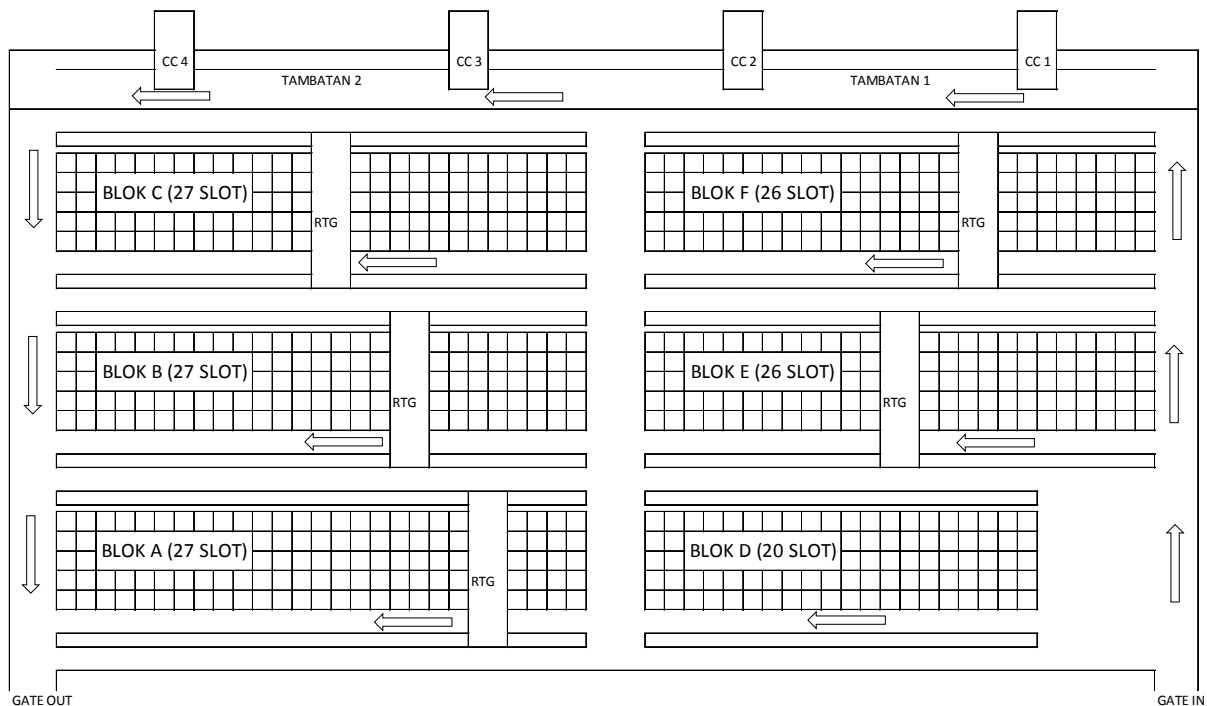 CC 4
CC 3
CC 2
CC 1
TAMBATAN 2
TAMBATAN 1
BLOK C (27 SLOT)
BLOK F (26 SLOT)
RTG
RTG
BLOK B (27 SLOT)
BLOK E (26 SLOT)
RTG
RTG
BLOK A (27 SLOT)
BLOK D (20 SLOT)
RTG
GATE OUT
GATE IN